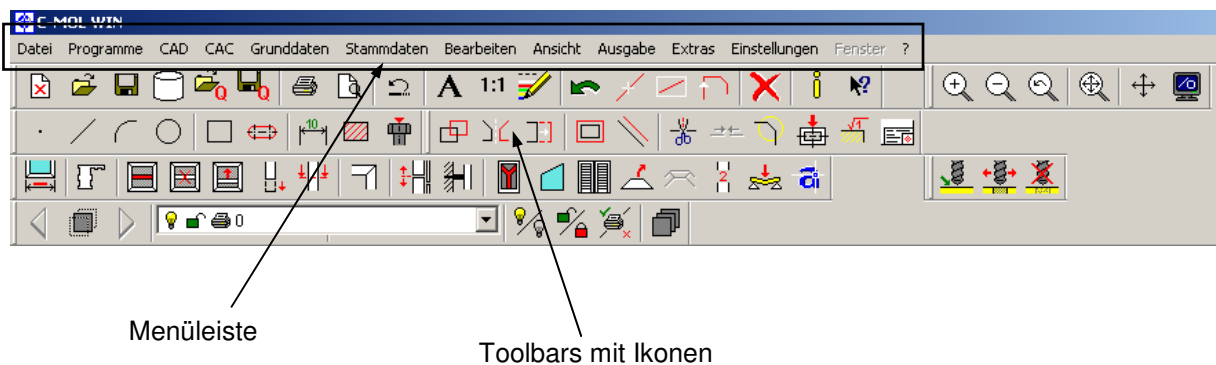 C-MOL WIN
Datei Programme CAD CAC Grunddaten Stammdaten Bearbeiten Ansicht Ausgabe Extras Einstellungen Fenster ?
Q Q A 1:1 i ?
10
2 ai
0
Menüleiste
Toolbars mit Ikonen